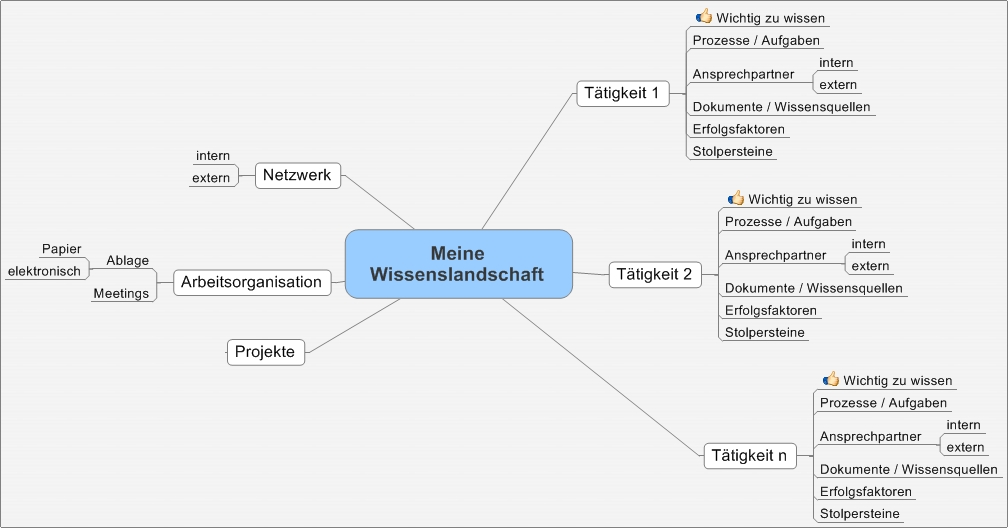 Meine
Wissenslandschaft
Tätigkeit 1
Wichtig zu wissen
Prozesse / Aufgaben
Ansprechpartner
intern
extern
Dokumente / Wissensquellen
Erfolgsfaktoren
Stolpersteine
Tätigkeit 2
Wichtig zu wissen
Prozesse / Aufgaben
Ansprechpartner
intern
extern
Dokumente / Wissensquellen
Erfolgsfaktoren
Stolpersteine
Tätigkeit n
Wichtig zu wissen
Prozesse / Aufgaben
Ansprechpartner
intern
extern
Dokumente / Wissensquellen
Erfolgsfaktoren
Stolpersteine
Netzwerk
intern
extern
Arbeitsorganisation
Ablage
Papier
elektronisch
Meetings
Projekte